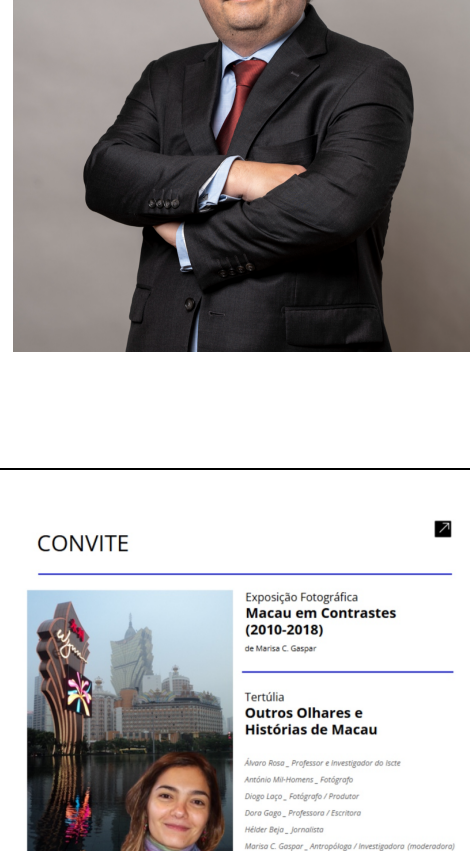 CONVITE
Exposição Fotográfica
Macau em Contrastes
(2010-2018)
de Marisa C. Gaspar
Wynn
Tertúlia
Outros Olhares e
Histórias de Macau
Álvaro Rosa _ Professor e Investigador do Iscte
António Mil-Homens _ Fotógrafo
Diogo Laço _ Fotógrafo / Produtor
Dora Gago _ Professora / Escritora
Hélder Beja _ Jornalista
Marisa C. Gaspar _ Antropóloga / Investigadora (moderadora)